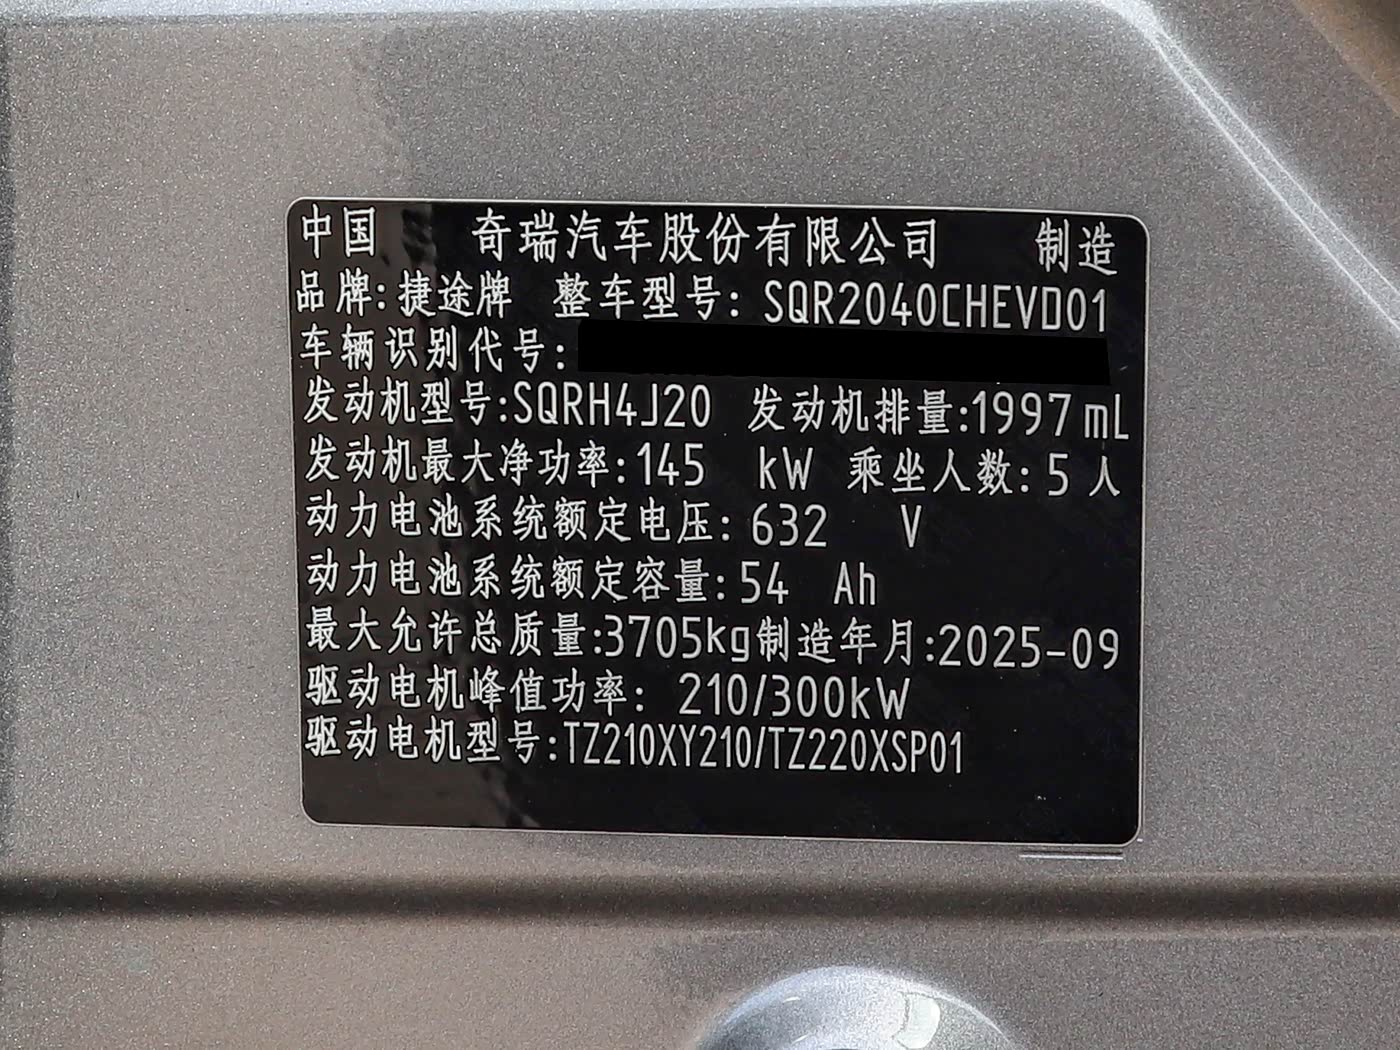 中国 奇瑞汽车股份有限公司 制造
品牌:捷途牌 整车型号:SQR2040CHEVD01
车辆识别代号:
发动机型号:SQRH4J20 发动机排量:1997mL
发动机最大净功率:145 kW 乘坐人数:5人
动力电池系统额定电压:632 V
动力电池系统额定容量:54 Ah
最大允许总质量:3705kg制造年月:2025-09
驱动电机峰值功率: 210/300kW
驱动电机型号:TZ210XY210/TZ220XSP01